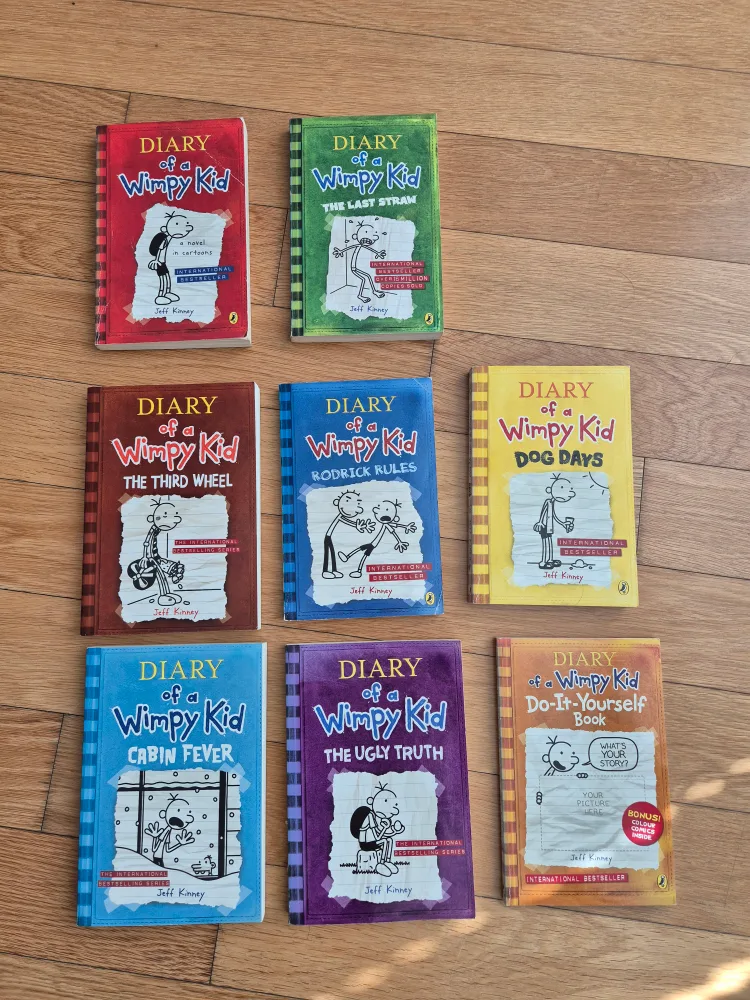 DIARY
of a
Wimpy Kid
a novel
in cartoons
INTERNATIONAL
BESTSELLER
Jeff Kinney
DIARY
of a
Wimpy Kid
THE LAST STRAW
INTERNATIONAL
BESTSELLER
OVER 15 MILLION
COPIES SOLD
Jeff Kinney
DIARY
of a
Wimpy Kid
THE THIRD WHEEL
THE INTERNATIONAL
BESTSELLING SERIES
Jeff Kinney
DIARY
of a
Wimpy Kid
RODRICK RULES
INTERNATIONAL
BESTSELLER
Jeff Kinney
DIARY
of a
Wimpy Kid
DOG DAYS
INTERNATIONAL
BESTSELLER
Jeff Kinney
DIARY
of a
Wimpy Kid
CABIN FEVER
THE INTERNATIONAL
BESTSELLING SERIES
Jeff Kinney
DIARY
of a
Wimpy Kid
THE UGLY TRUTH
THE INTERNATIONAL
BESTSELLING SERIES
Jeff Kinney
DIARY
of a Wimpy Kid
Do-It-Yourself
Book
WHAT'S
YOUR
STORY?
YOUR
PICTURE
HERE
BONUS!
COLOUR
COMICS
INSIDE
Jeff Kinney
INTERNATIONAL BESTSELLER